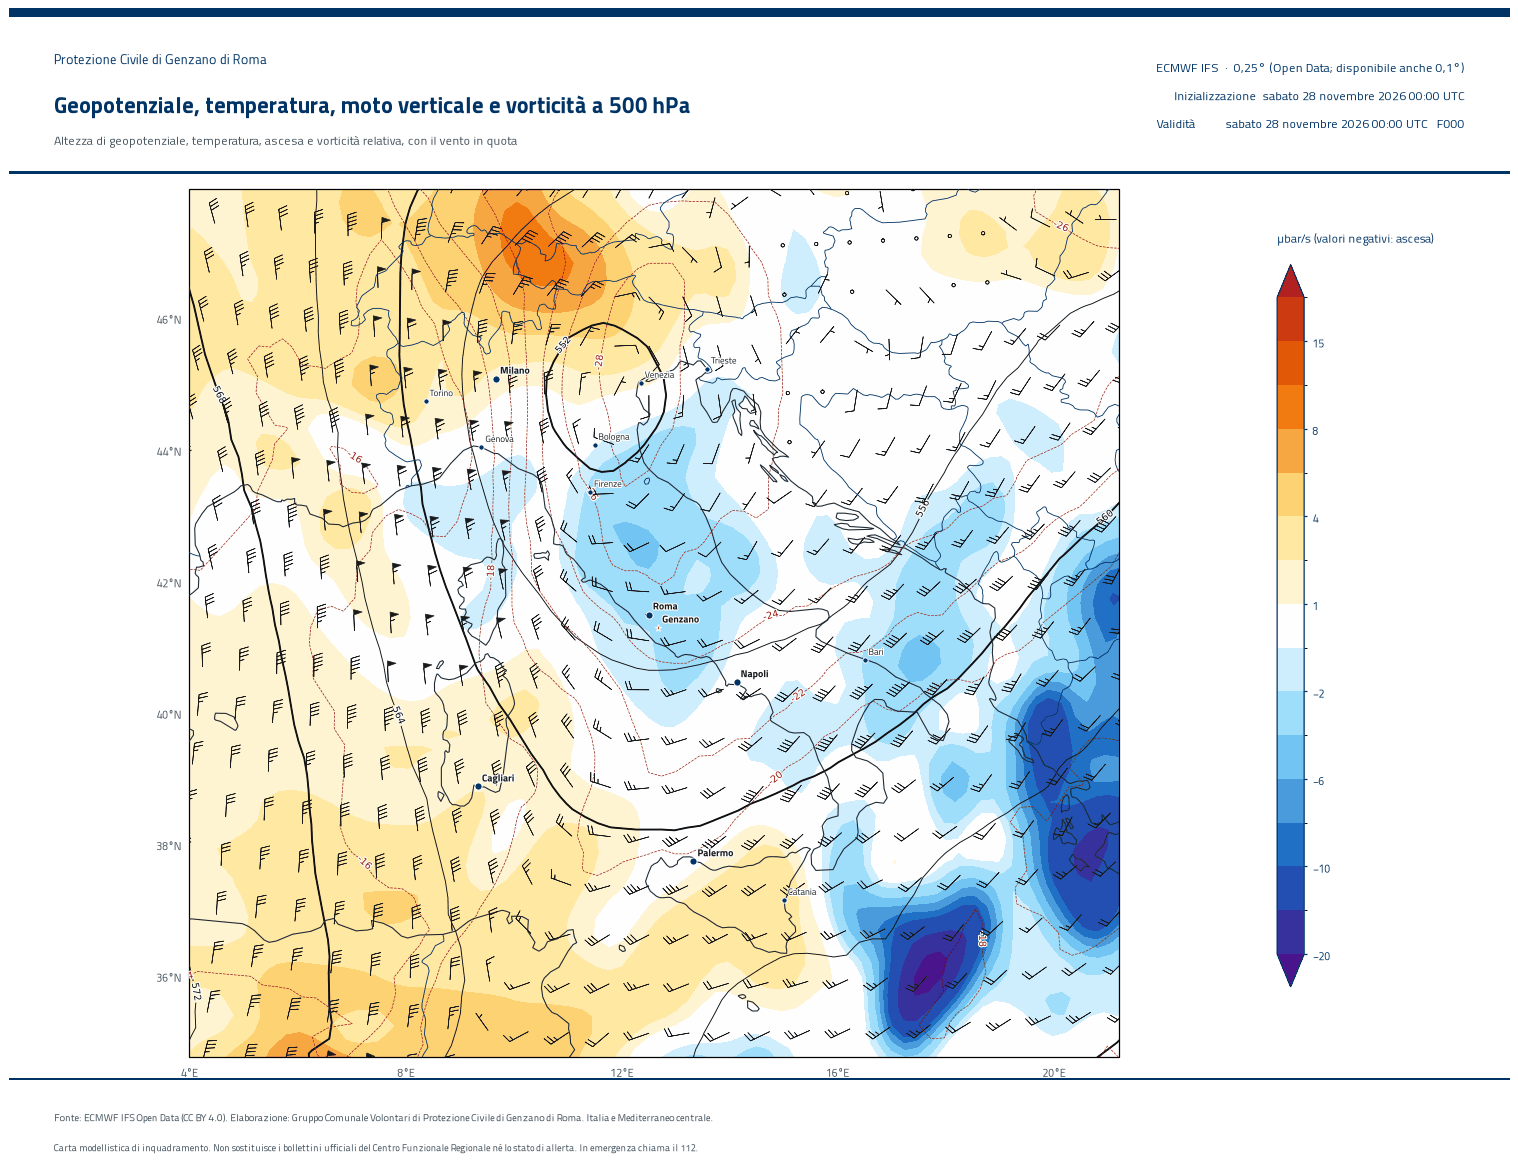 Protezione Civile di Genzano di Roma
Geopotenziale, temperatura, moto verticale e vorticità a 500 hPa
Altezza di geopotenziale, temperatura, ascesa e vorticità relativa, con il vento in quota
ECMWF IFS · 0,25° (Open Data; disponibile anche 0,1°)
Inizializzazione sabato 28 novembre 2026 00:00 UTC
Validità sabato 28 novembre 2026 00:00 UTC F000
µbar/s (valori negativi: ascesa)
15
8
4
1
−2
−6
−10
−20
46°N
44°N
42°N
40°N
38°N
36°N
4°E
8°E
12°E
16°E
20°E
-26
552
-28
Trieste
Milano
Venezia
568
Torino
Bologna
Genova
-16
Firenze
556
560
-18
Roma
Genzano
-24
Bari
Napoli
-22
564
-20
Cagliari
Palermo
-16
Catania
-18
572
Fonte: ECMWF IFS Open Data (CC BY 4.0). Elaborazione: Gruppo Comunale Volontari di Protezione Civile di Genzano di Roma. Italia e Mediterraneo centrale.
Carta modellistica di inquadramento. Non sostituisce i bollettini ufficiali del Centro Funzionale Regionale né lo stato di allerta. In emergenza chiama il 112.